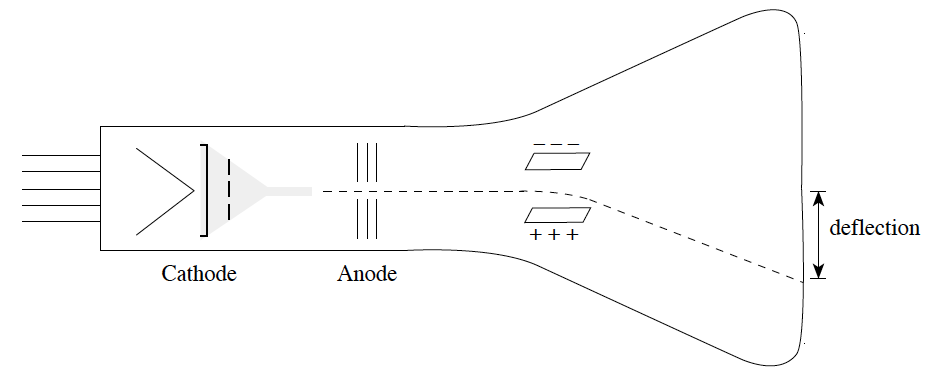 – – –
deflection
+ + +
Cathode
Anode